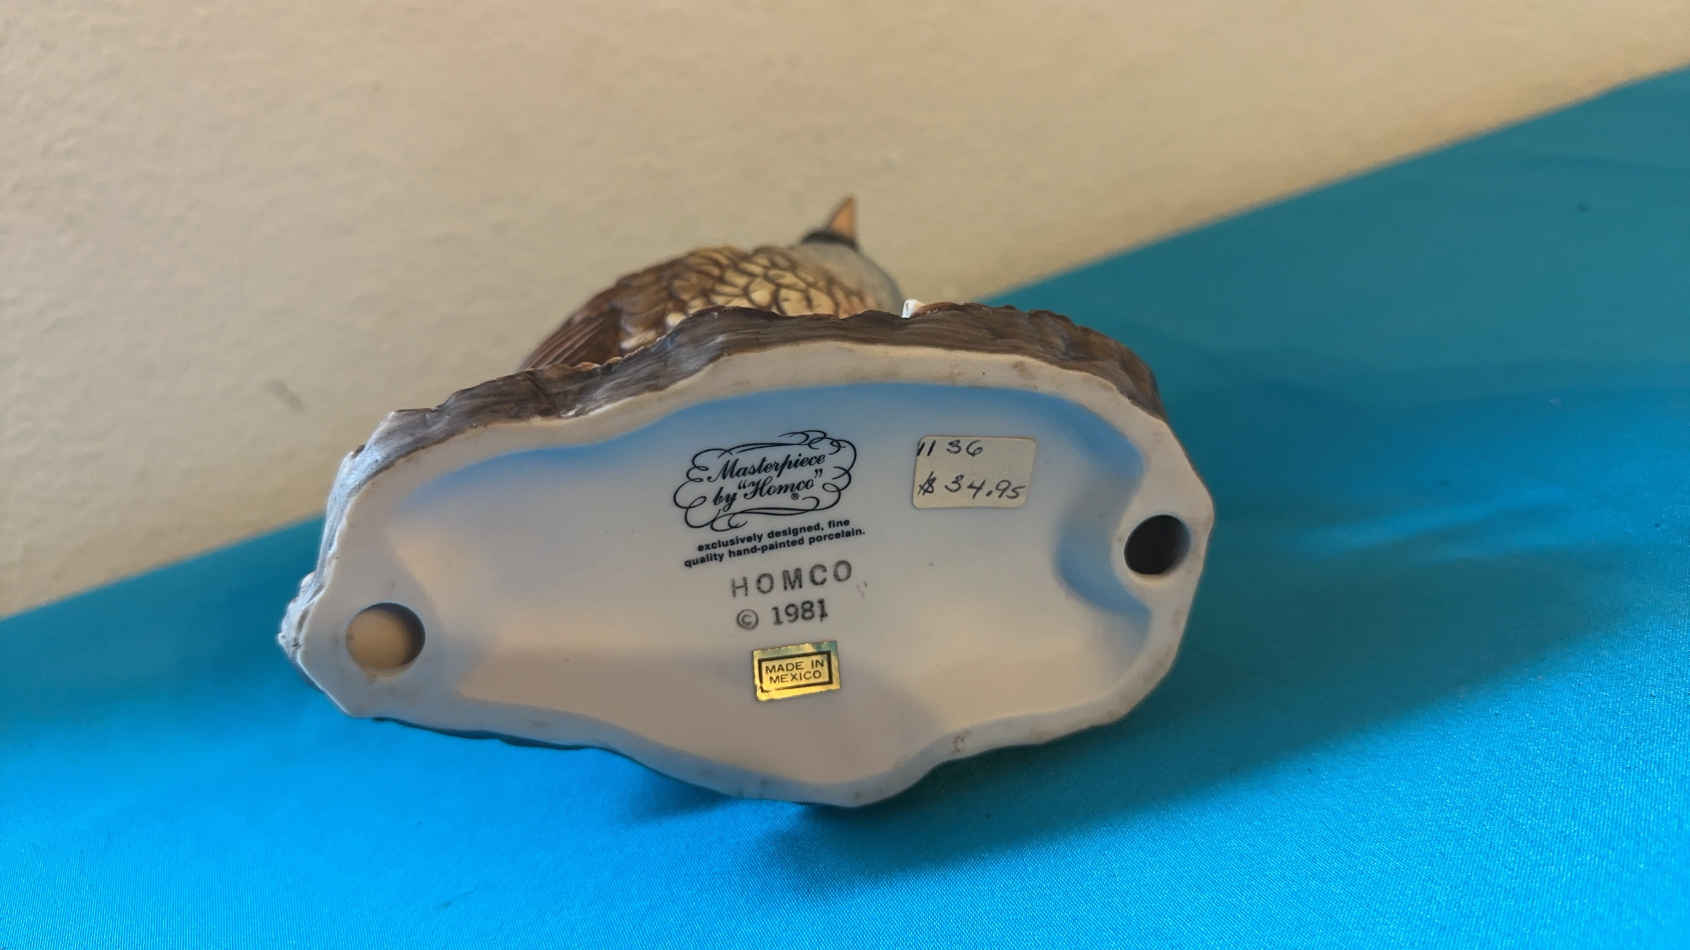 Masterpiece
by "Homco"
®
exclusively designed, fine
quality hand-painted porcelain.
HOMCO
© 1981
1136
$ 34.95
MADE IN
MEXICO